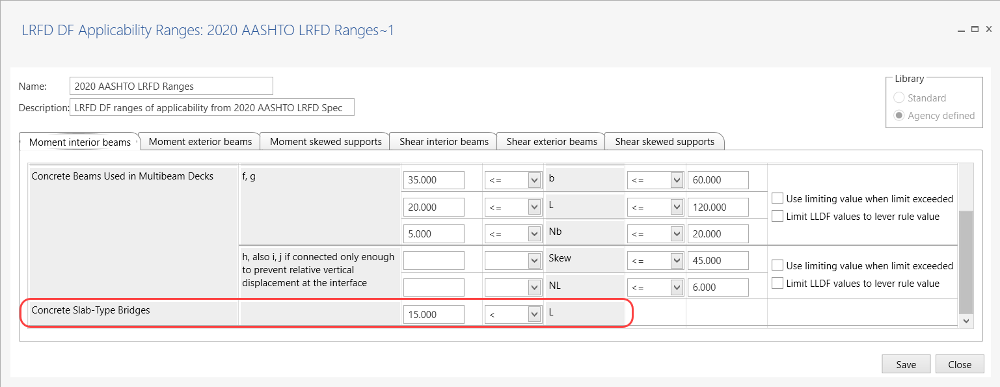 LRFD DF Applicability Ranges: 2020 AASHTO LRFD Ranges~1
Name: 2020 AASHTO LRFD Ranges
Description: LRFD DF ranges of applicability from 2020 AASHTO LRFD Spec
Library
Standard
Agency defined
Moment interior beams Moment exterior beams Moment skewed supports Shear interior beams Shear exterior beams Shear skewed supports
Concrete Beams Used in Multibeam Decks f, g 35.000 <= b <= 60.000
20.000 <= L <= 120.000
5.000 <= Nb <= 20.000
Use limiting value when limit exceeded
Limit LLDF values to lever rule value
h, also i, j if connected only enough
to prevent relative vertical
displacement at the interface
Skew <= 45.000
NL <= 6.000
Use limiting value when limit exceeded
Limit LLDF values to lever rule value
Concrete Slab-Type Bridges 15.000 < L
Save Close